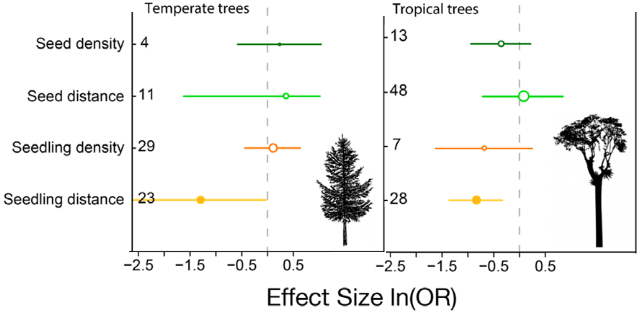 Temperate trees
Tropical trees
Seed density 4 13
Seed distance 11 48
Seedling density 29 7
Seedling distance 23 28
−2.5 −1.5 −0.5 0.5 −2.5 −1.5 −0.5 0.5
Effect Size ln(OR)